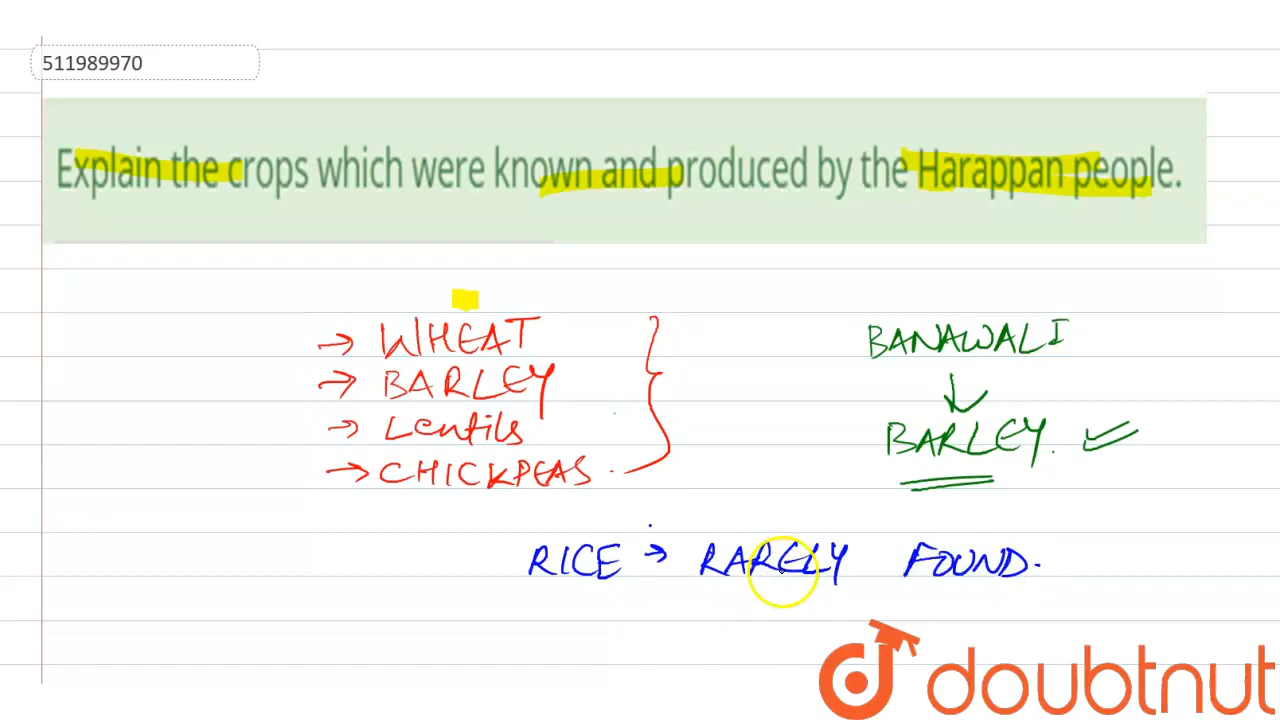 511989970
Explain the crops which were known and produced by the Harappan people.
→ WHEAT
→ BARLEY
→ Lentils
→ CHICKPEAS.
BANAWALI
↓
BARLEY.
RICE → RARELY FOUND.
doubtnut